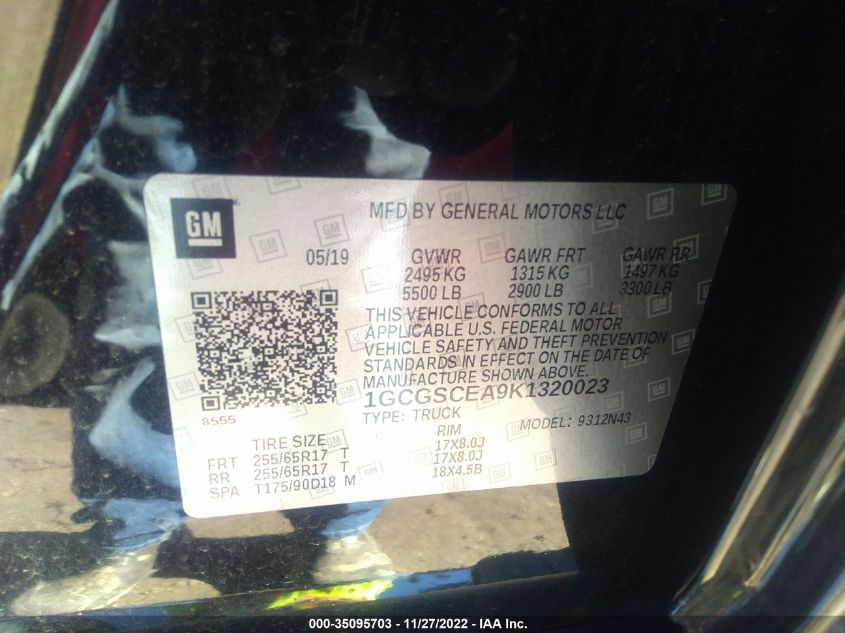 GM
MFD BY GENERAL MOTORS LLC
05/19
GVWR GAWR FRT GAWR RR
2495 KG 1315 KG 1497 KG
5500 LB 2900 LB 3300 LB
THIS VEHICLE CONFORMS TO ALL
APPLICABLE U.S. FEDERAL MOTOR
VEHICLE SAFETY AND THEFT PREVENTION
STANDARDS IN EFFECT ON THE DATE OF
MANUFACTURE SHOWN ABOVE.
1GCGSCEA9K1320023
8555
TYPE: TRUCK MODEL: 9312N43
TIRE SIZE RIM
FRT 255/65R17 T 17X8.0J
RR 255/65R17 T 17X8.0J
SPA T175/90D18 M 18X4.5B
000-35095703 - 11/27/2022 - IAA Inc.